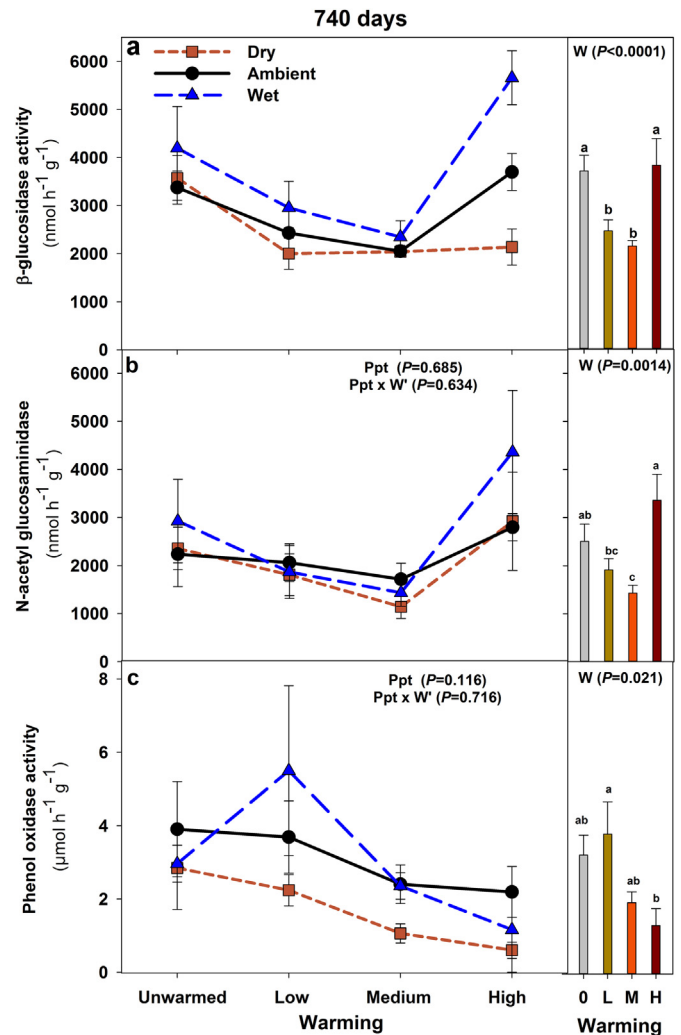 740 days
a
Dry
Ambient
Wet
W (P<0.0001)
6000
5000
4000
3000
2000
1000
0
β-glucosidase activity
(nmol h⁻¹ g⁻¹)
a
b
b
a
b
Ppt (P=0.685)
Ppt x W' (P=0.634)
W (P=0.0014)
6000
5000
4000
3000
2000
1000
0
N-acetyl glucosaminidase
(nmol h⁻¹ g⁻¹)
ab
bc
c
a
c
Ppt (P=0.116)
Ppt x W' (P=0.716)
W (P=0.021)
8
6
4
2
0
Phenol oxidase activity
(μmol h⁻¹ g⁻¹)
ab
a
ab
b
Unwarmed Low Medium High
Warming
0 L M H
Warming